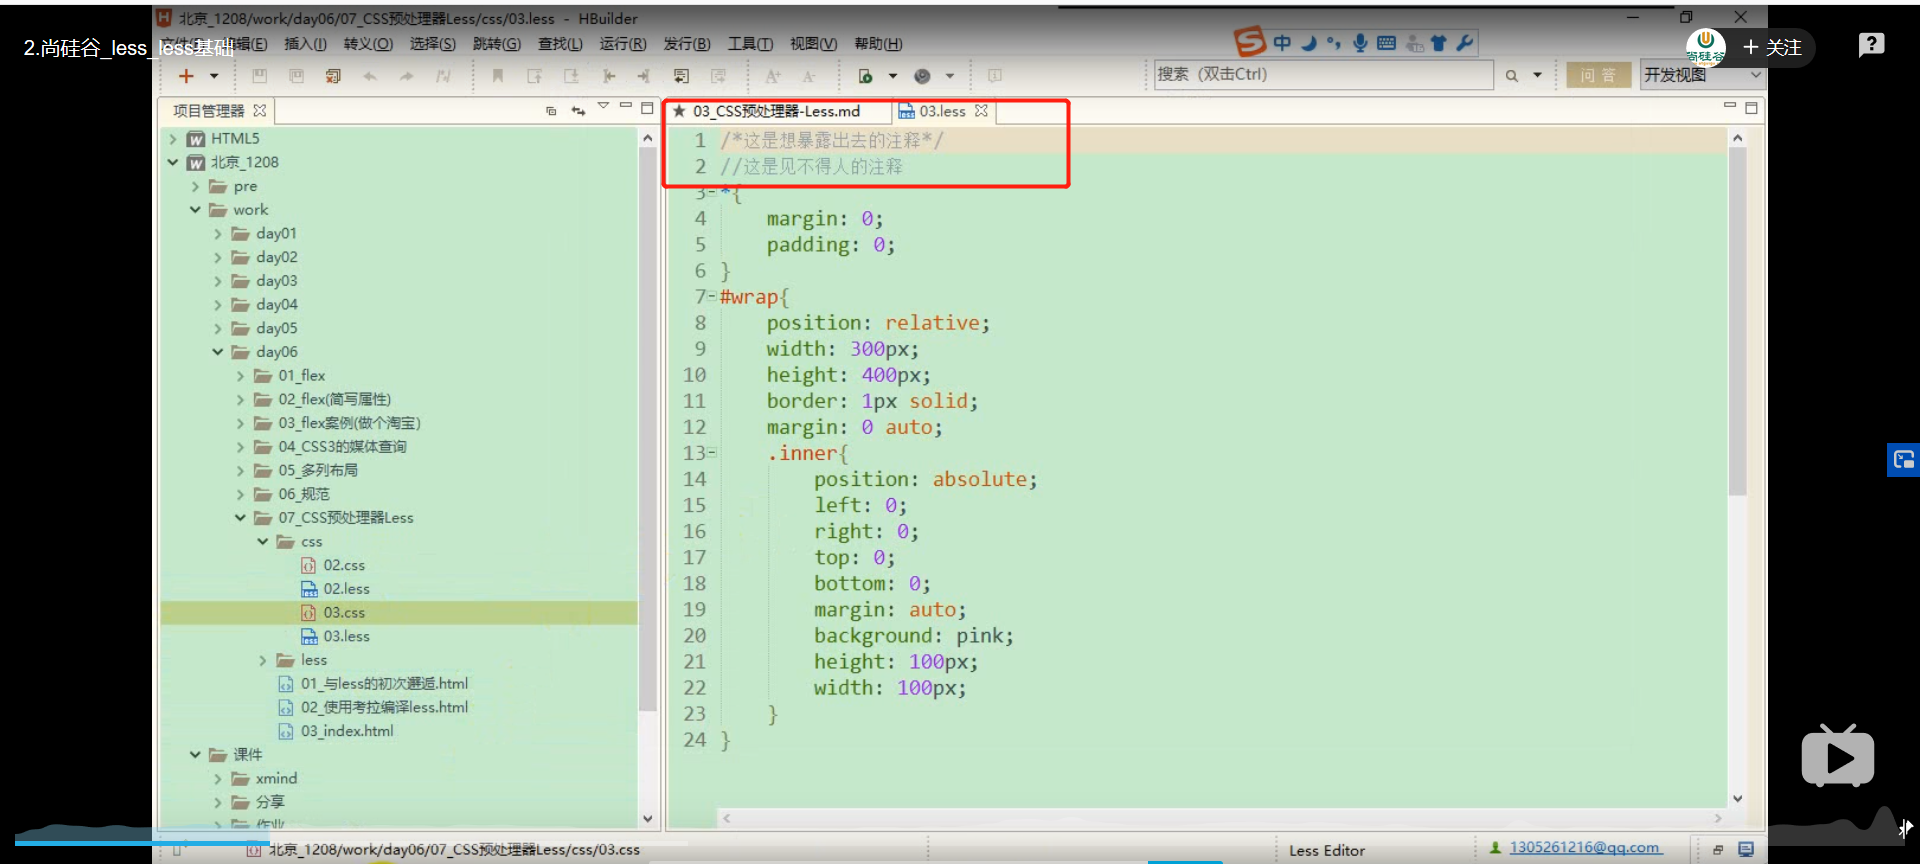 北京_1208/work/day06/07_CSS预处理器Less/css/03.less - HBuilder
2.尚硅谷_less_less基础
编辑(E) 插入(I) 转义(O) 选择(S) 跳转(G) 查找(L) 运行(R) 发行(B) 工具(T) 视图(V) 帮助(H)
中
尚硅谷
+ 关注
搜索 (双击Ctrl)
问 答
开发视图
项目管理器
HTML5
北京_1208
pre
work
day01
day02
day03
day04
day05
day06
01_flex
02_flex(简写属性)
03_flex案例(做个淘宝)
04_CSS3的媒体查询
05_多列布局
06_规范
07_CSS预处理器Less
css
02.css
02.less
03.css
03.less
less
01_与less的初次邂逅.html
02_使用考拉编译less.html
03_index.html
课件
xmind
分享
作业
03_CSS预处理器-Less.md
03.less
1 /*这是想暴露出去的注释*/
2 //这是见不得人的注释
3 *{
4 margin: 0;
5 padding: 0;
6 }
7 #wrap{
8 position: relative;
9 width: 300px;
10 height: 400px;
11 border: 1px solid;
12 margin: 0 auto;
13 .inner{
14 position: absolute;
15 left: 0;
16 right: 0;
17 top: 0;
18 bottom: 0;
19 margin: auto;
20 background: pink;
21 height: 100px;
22 width: 100px;
23 }
24 }
北京_1208/work/day06/07_CSS预处理器Less/css/03.css
Less Editor
1305261216@qq.com